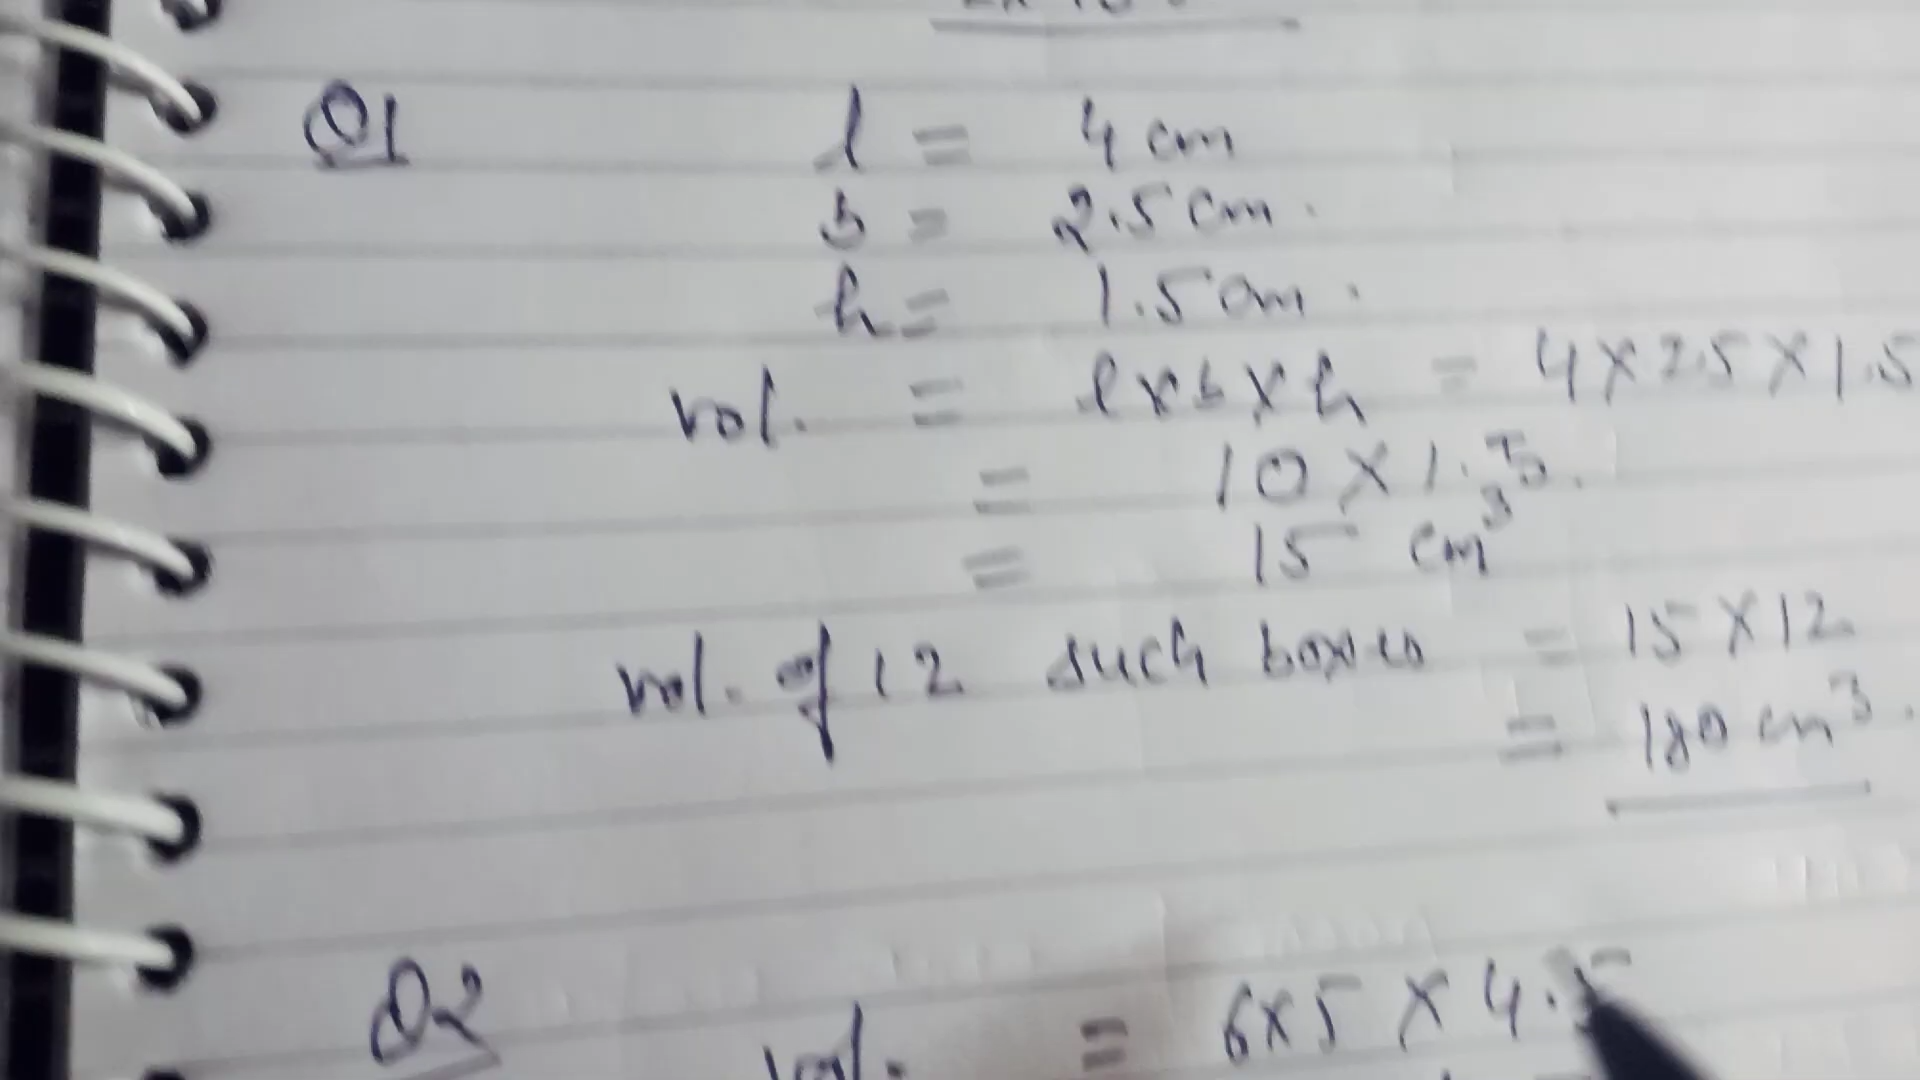 Q1 l = 4 cm
b = 2.5 cm.
h = 1.5 cm.
vol. = l x b x h = 4 x 2.5 x 1.5
= 10 x 1.5.
= 15 cm³
vol. of 12 such boxes = 15 x 12
= 180 cm³.
Q2 vol. = 6 x 5 x 4.5